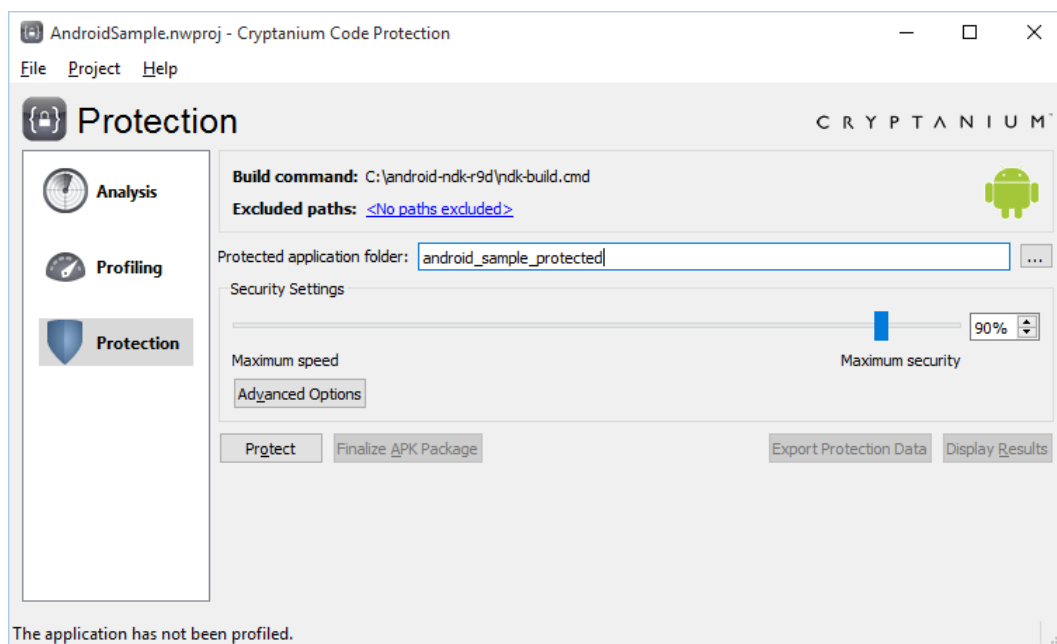 AndroidSample.nwproj - Cryptanium Code Protection
File Project Help
Protection
CRYPTANIUM
Analysis
Profiling
Protection
Build command: C:\android-ndk-r9d\ndk-build.cmd
Excluded paths: <No paths excluded>
Protected application folder: android_sample_protected ...
Security Settings
90%
Maximum speed Maximum security
Advanced Options
Protect Finalize APK Package Export Protection Data Display Results
The application has not been profiled.